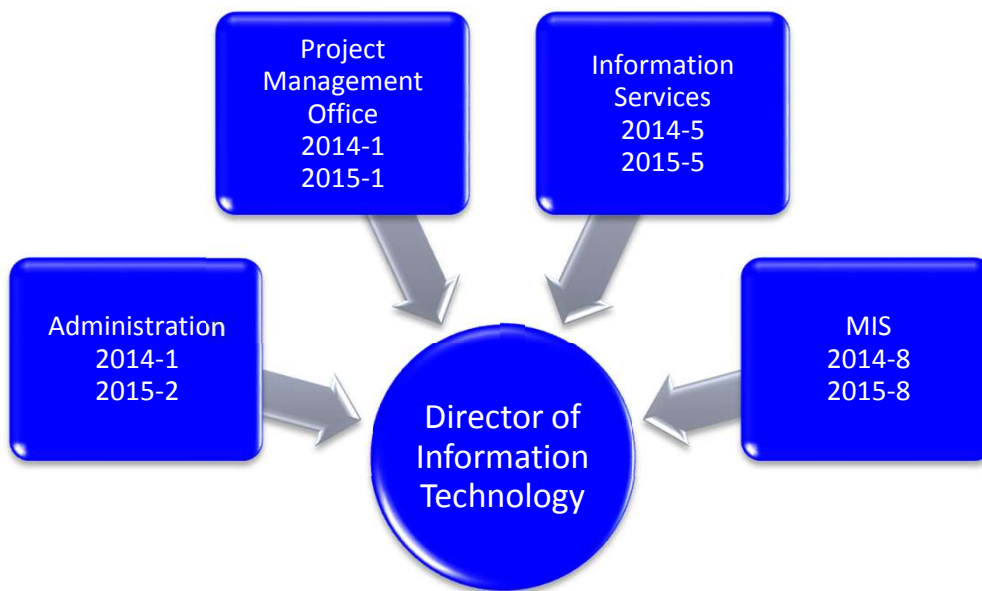 Project
Management
Office
2014-1
2015-1
Information
Services
2014-5
2015-5
Administration
2014-1
2015-2
MIS
2014-8
2015-8
Director of
Information
Technology